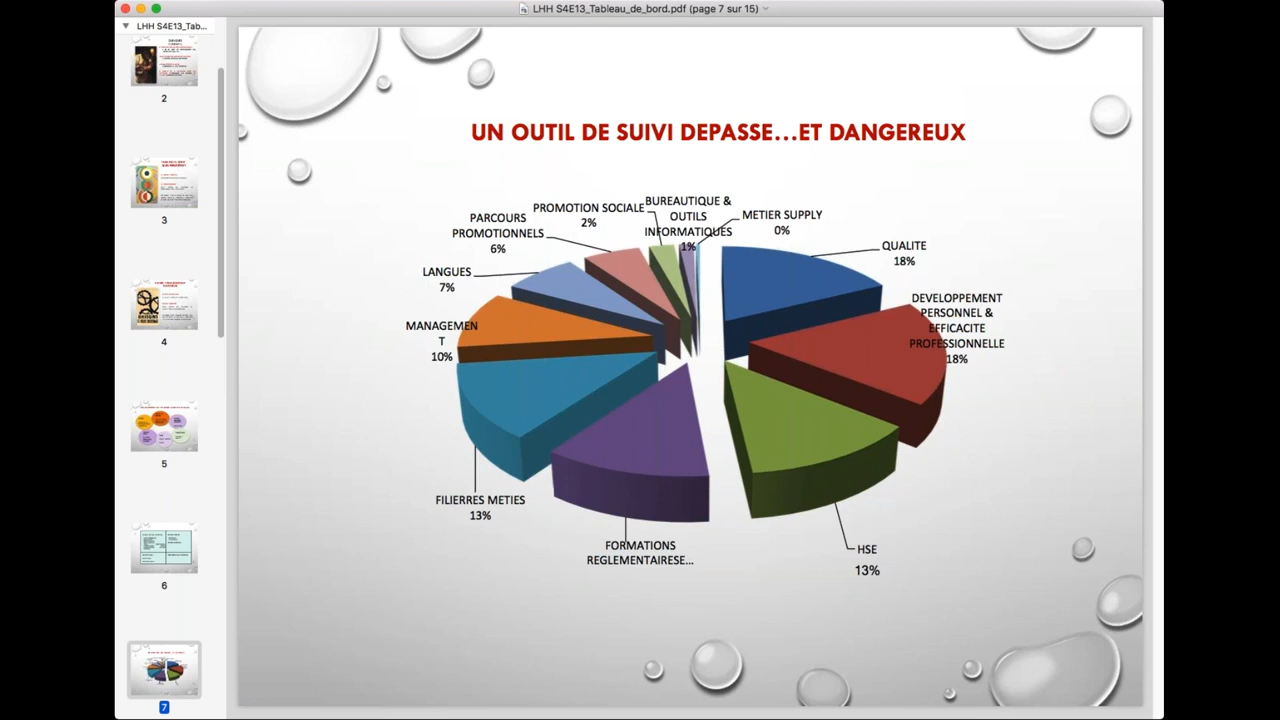 LHH S4E13_Tableau_de_bord.pdf (page 7 sur 15)
LHH S4E13_Tab...
2
3
4
5
6
7
UN OUTIL DE SUIVI DEPASSE...ET DANGEREUX
BUREAUTIQUE &
OUTILS
INFORMATIQUES
1%
PROMOTION SOCIALE
2%
METIER SUPPLY
0%
PARCOURS
PROMOTIONNELS
6%
QUALITE
18%
LANGUES
7%
DEVELOPPEMENT
PERSONNEL &
EFFICACITE
PROFESSIONNELLE
18%
MANAGEMEN
T
10%
FILIERRES METIES
13%
FORMATIONS
REGLEMENTAIRESE...
HSE
13%